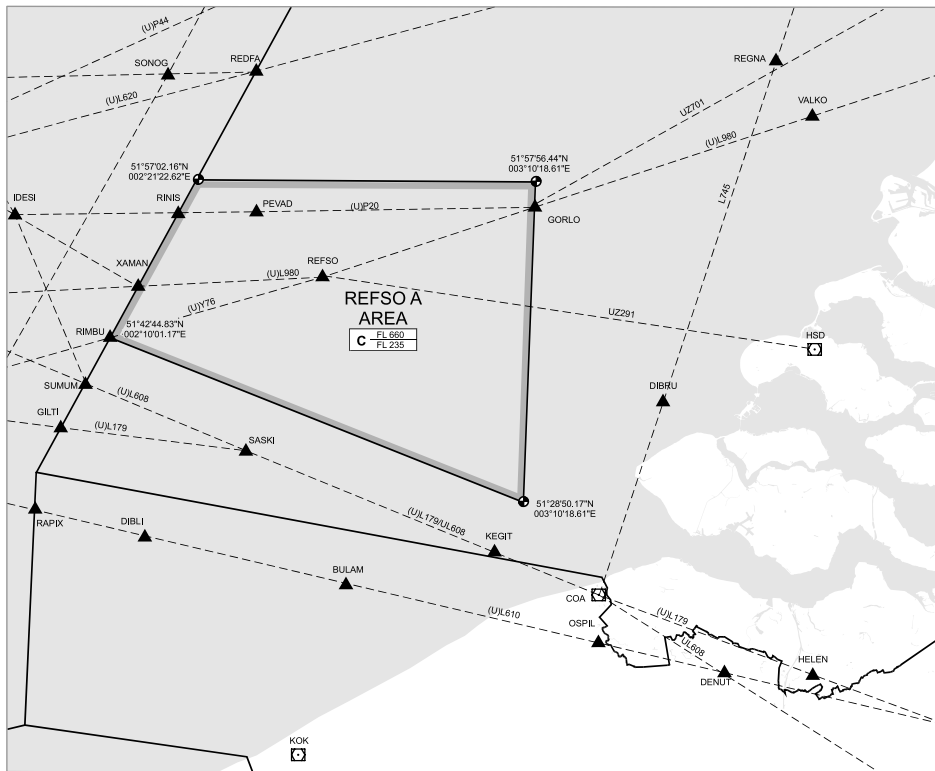 (U)P44
SONOG
REDFA
REGNA
(U)L620
UZ701
VALKO
(U)L980
51°57'02.16"N
002°21'22.62"E
51°57'56.44"N
003°10'18.61"E
L745
IDESI
RINIS
PEVAD
(U)P20
GORLO
XAMAN
(U)L980
REFSO
(U)Y76
REFSO A
AREA
C FL 660
FL 235
UZ291
RIMBU
51°42'44.83"N
002°10'01.17"E
HSD
SUMUM
(U)L608
DIBRU
GILTI
(U)L179
SASKI
51°28'50.17"N
003°10'18.61"E
RAPIX
DIBLI
(U)L179/UL608
KEGIT
BULAM
COA
(U)L610
(U)L179
OSPIL
UL608
HELEN
DENUT
KOK